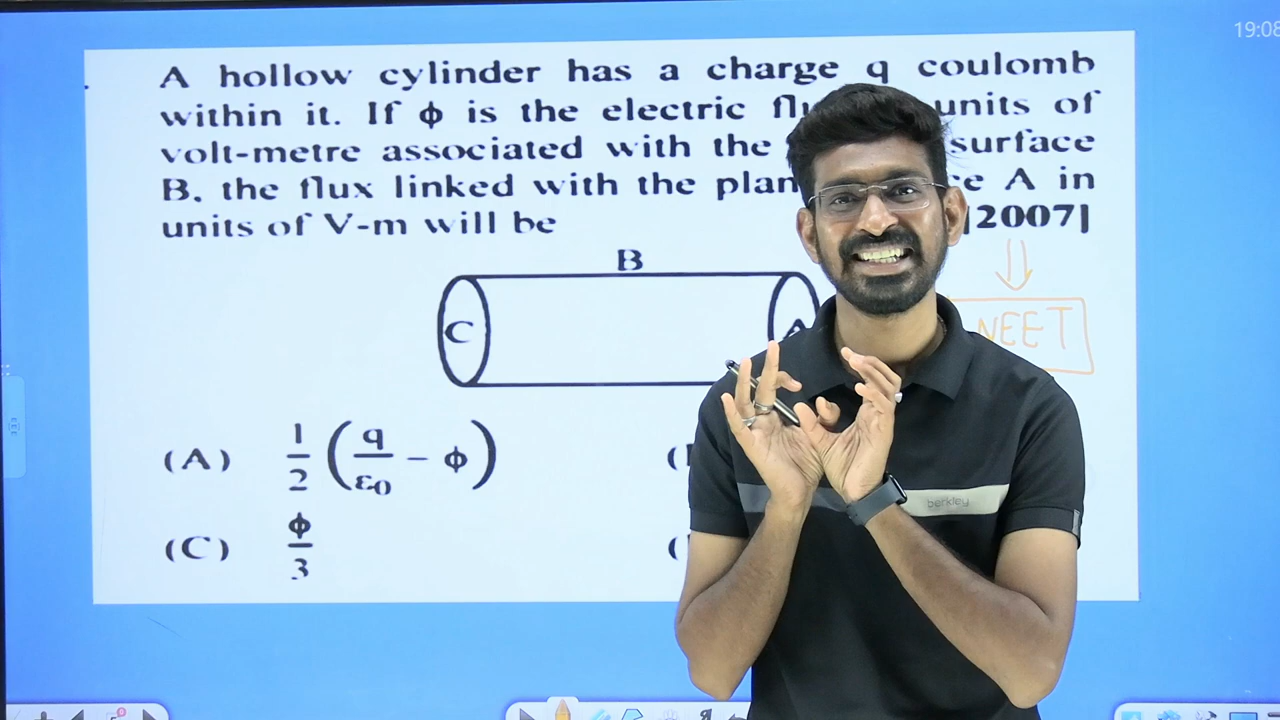 19:08
A hollow cylinder has a charge q coulomb
within it. If ϕ is the electric units of
volt-metre associated with the surface
B, the flux linked with the A in
units of V-m will be [2007]
B
C
A
NEET
(A) 1/2 (q/ε0 − ϕ)
(C) ϕ/3
berkley